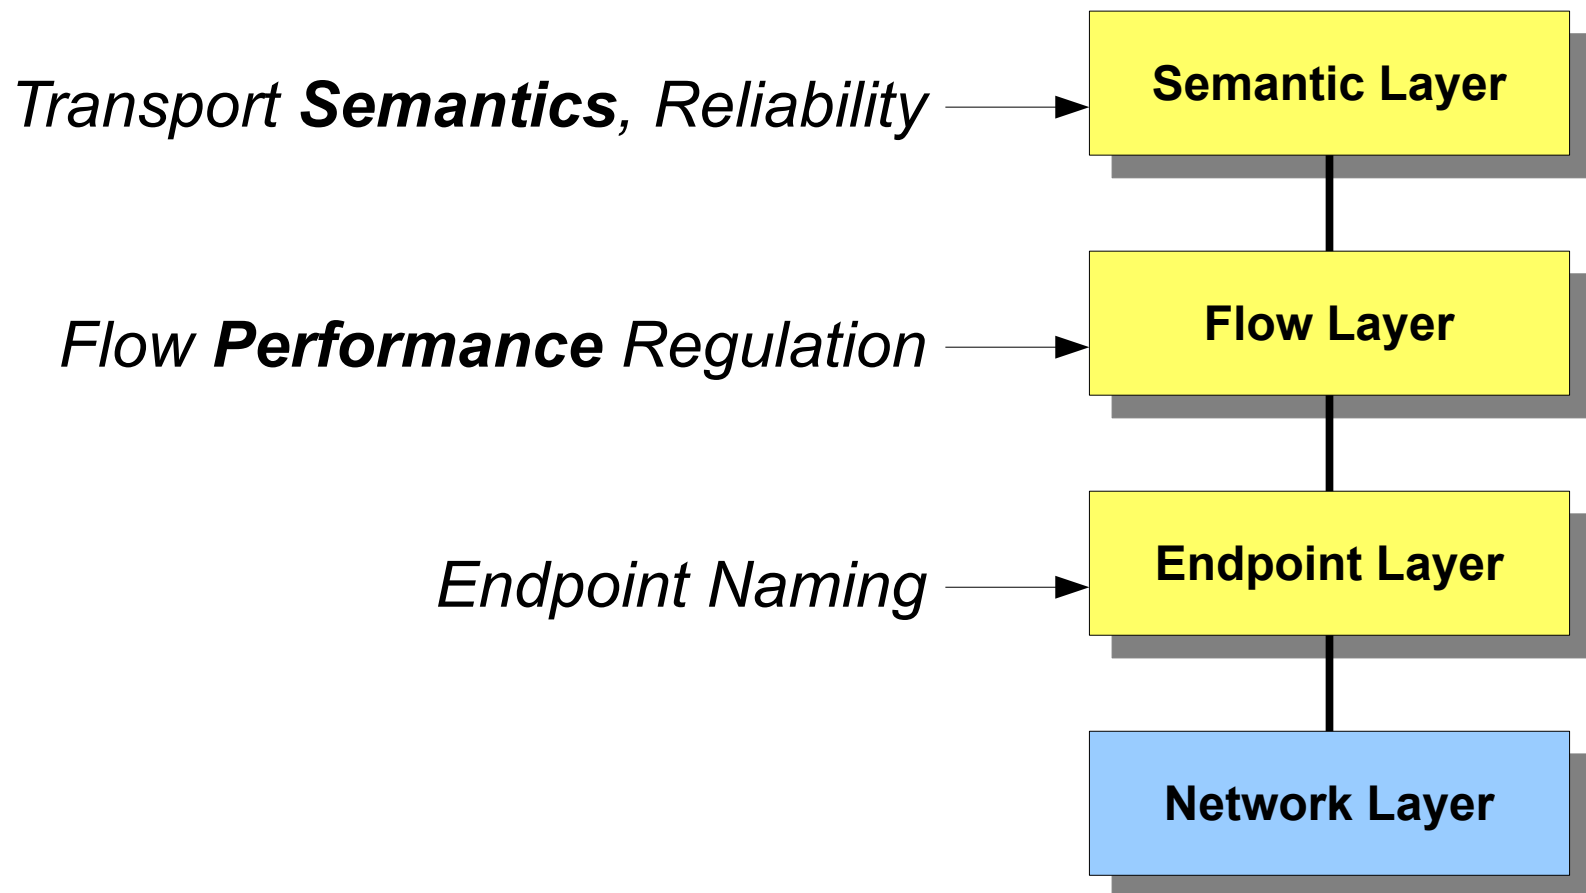 Transport Semantics, Reliability
Semantic Layer
Flow Performance Regulation
Flow Layer
Endpoint Naming
Endpoint Layer
Network Layer